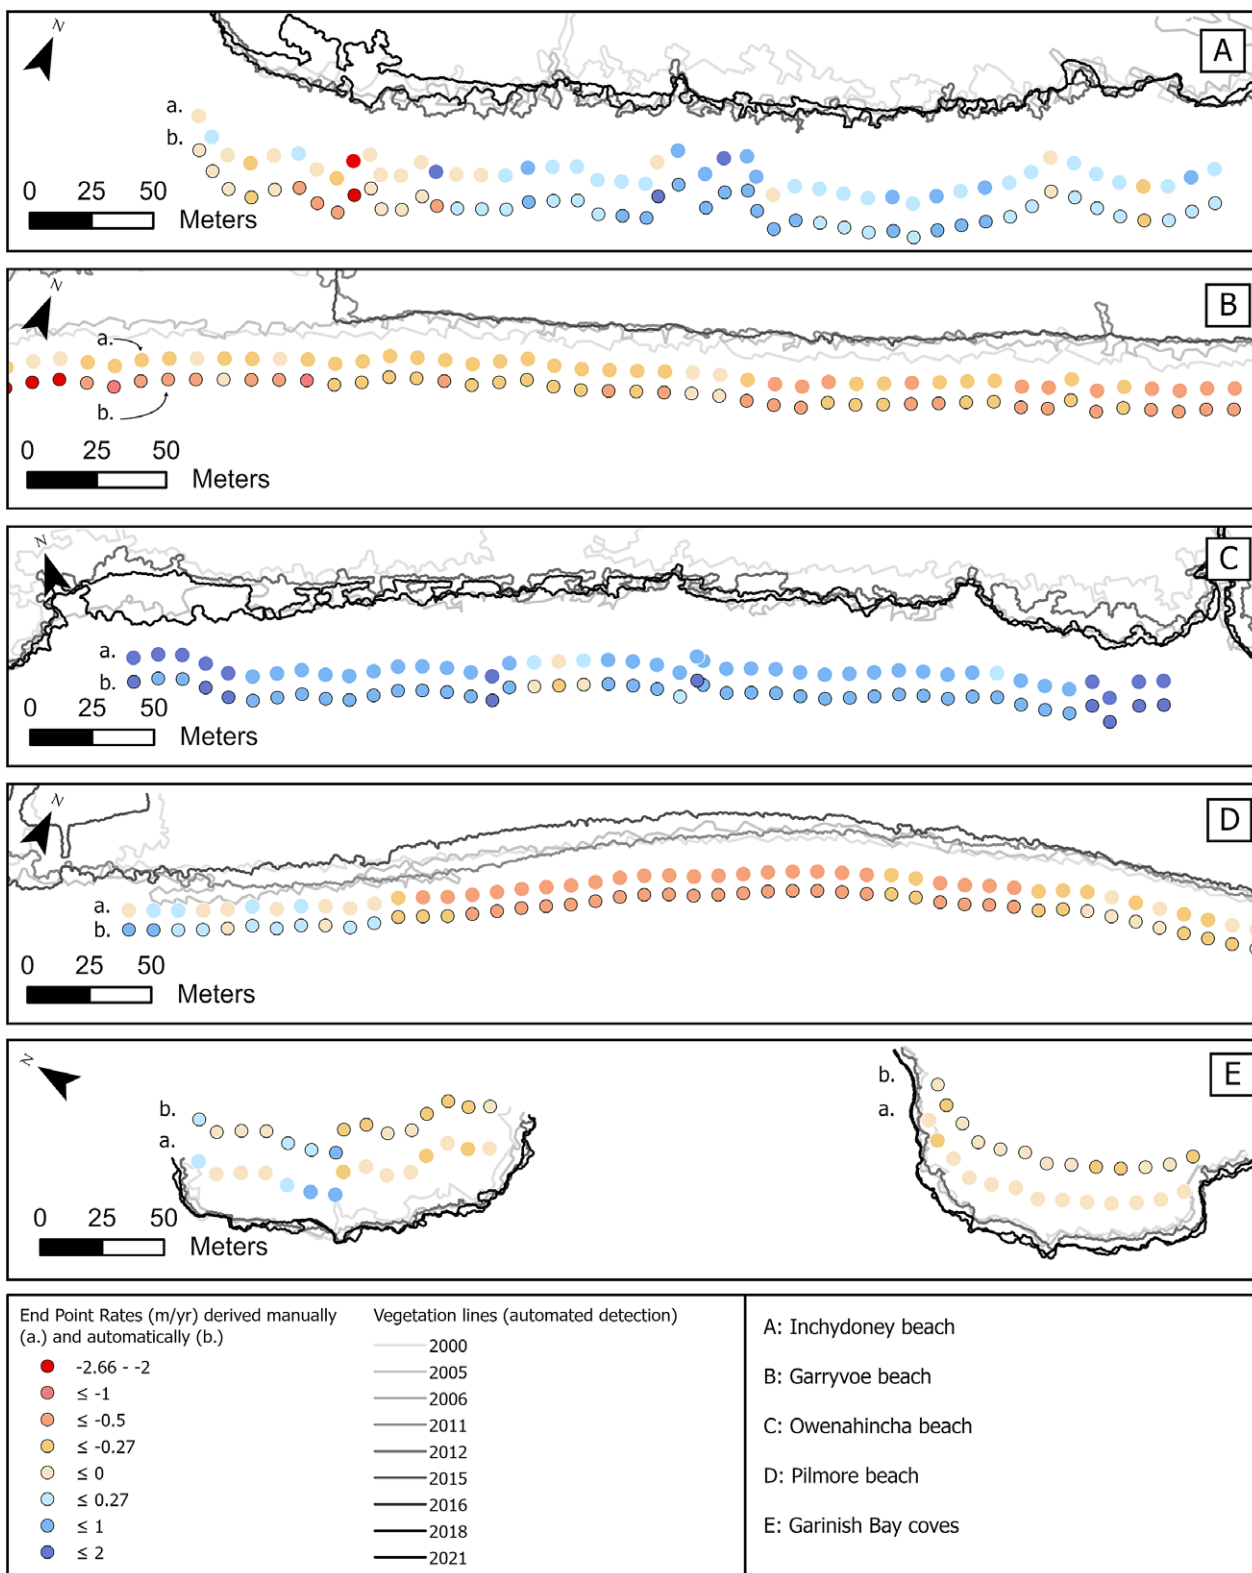 N
A
a.
b.
0 25 50
Meters
N
B
a.
b.
0 25 50
Meters
N
C
a.
b.
0 25 50
Meters
N
D
a.
b.
0 25 50
Meters
N
E
b.
a.
b.
a.
0 25 50
Meters
End Point Rates (m/yr) derived manually
(a.) and automatically (b.)
-2.66 - -2
≤ -1
≤ -0.5
≤ -0.27
≤ 0
≤ 0.27
≤ 1
≤ 2
Vegetation lines (automated detection)
2000
2005
2006
2011
2012
2015
2016
2018
2021
A: Inchydoney beach
B: Garryvoe beach
C: Owenahincha beach
D: Pilmore beach
E: Garinish Bay coves